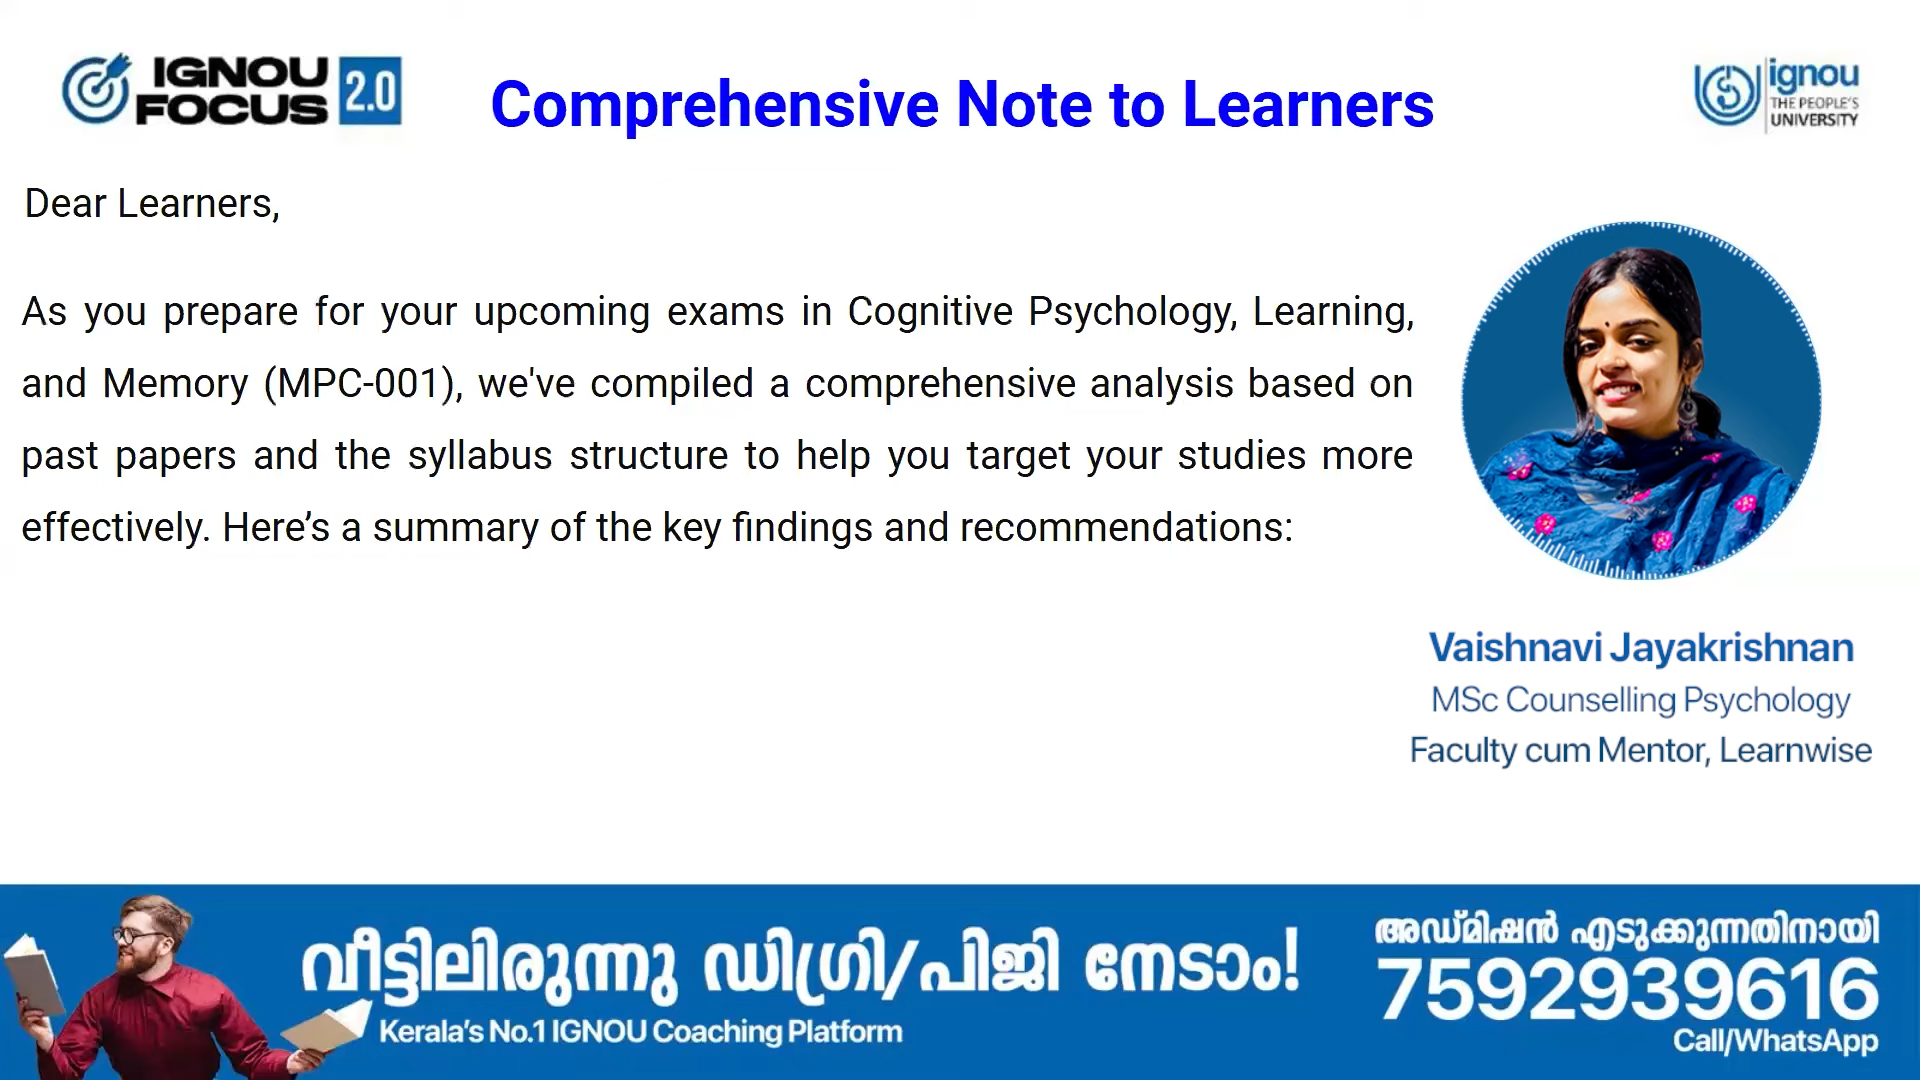 IGNOU
FOCUS 2.0
Comprehensive Note to Learners
ignou
THE PEOPLE'S
UNIVERSITY
Dear Learners,
As you prepare for your upcoming exams in Cognitive Psychology, Learning,
and Memory (MPC-001), we've compiled a comprehensive analysis based on
past papers and the syllabus structure to help you target your studies more
effectively. Here’s a summary of the key findings and recommendations:
Vaishnavi Jayakrishnan
MSc Counselling Psychology
Faculty cum Mentor, Learnwise
വീട്ടിലിരുന്നു ഡിഗ്രി/പിജി നേടാം!
Kerala's No.1 IGNOU Coaching Platform
അഡ്മിഷൻ എടുക്കുന്നതിനായി
7592939616
Call/WhatsApp